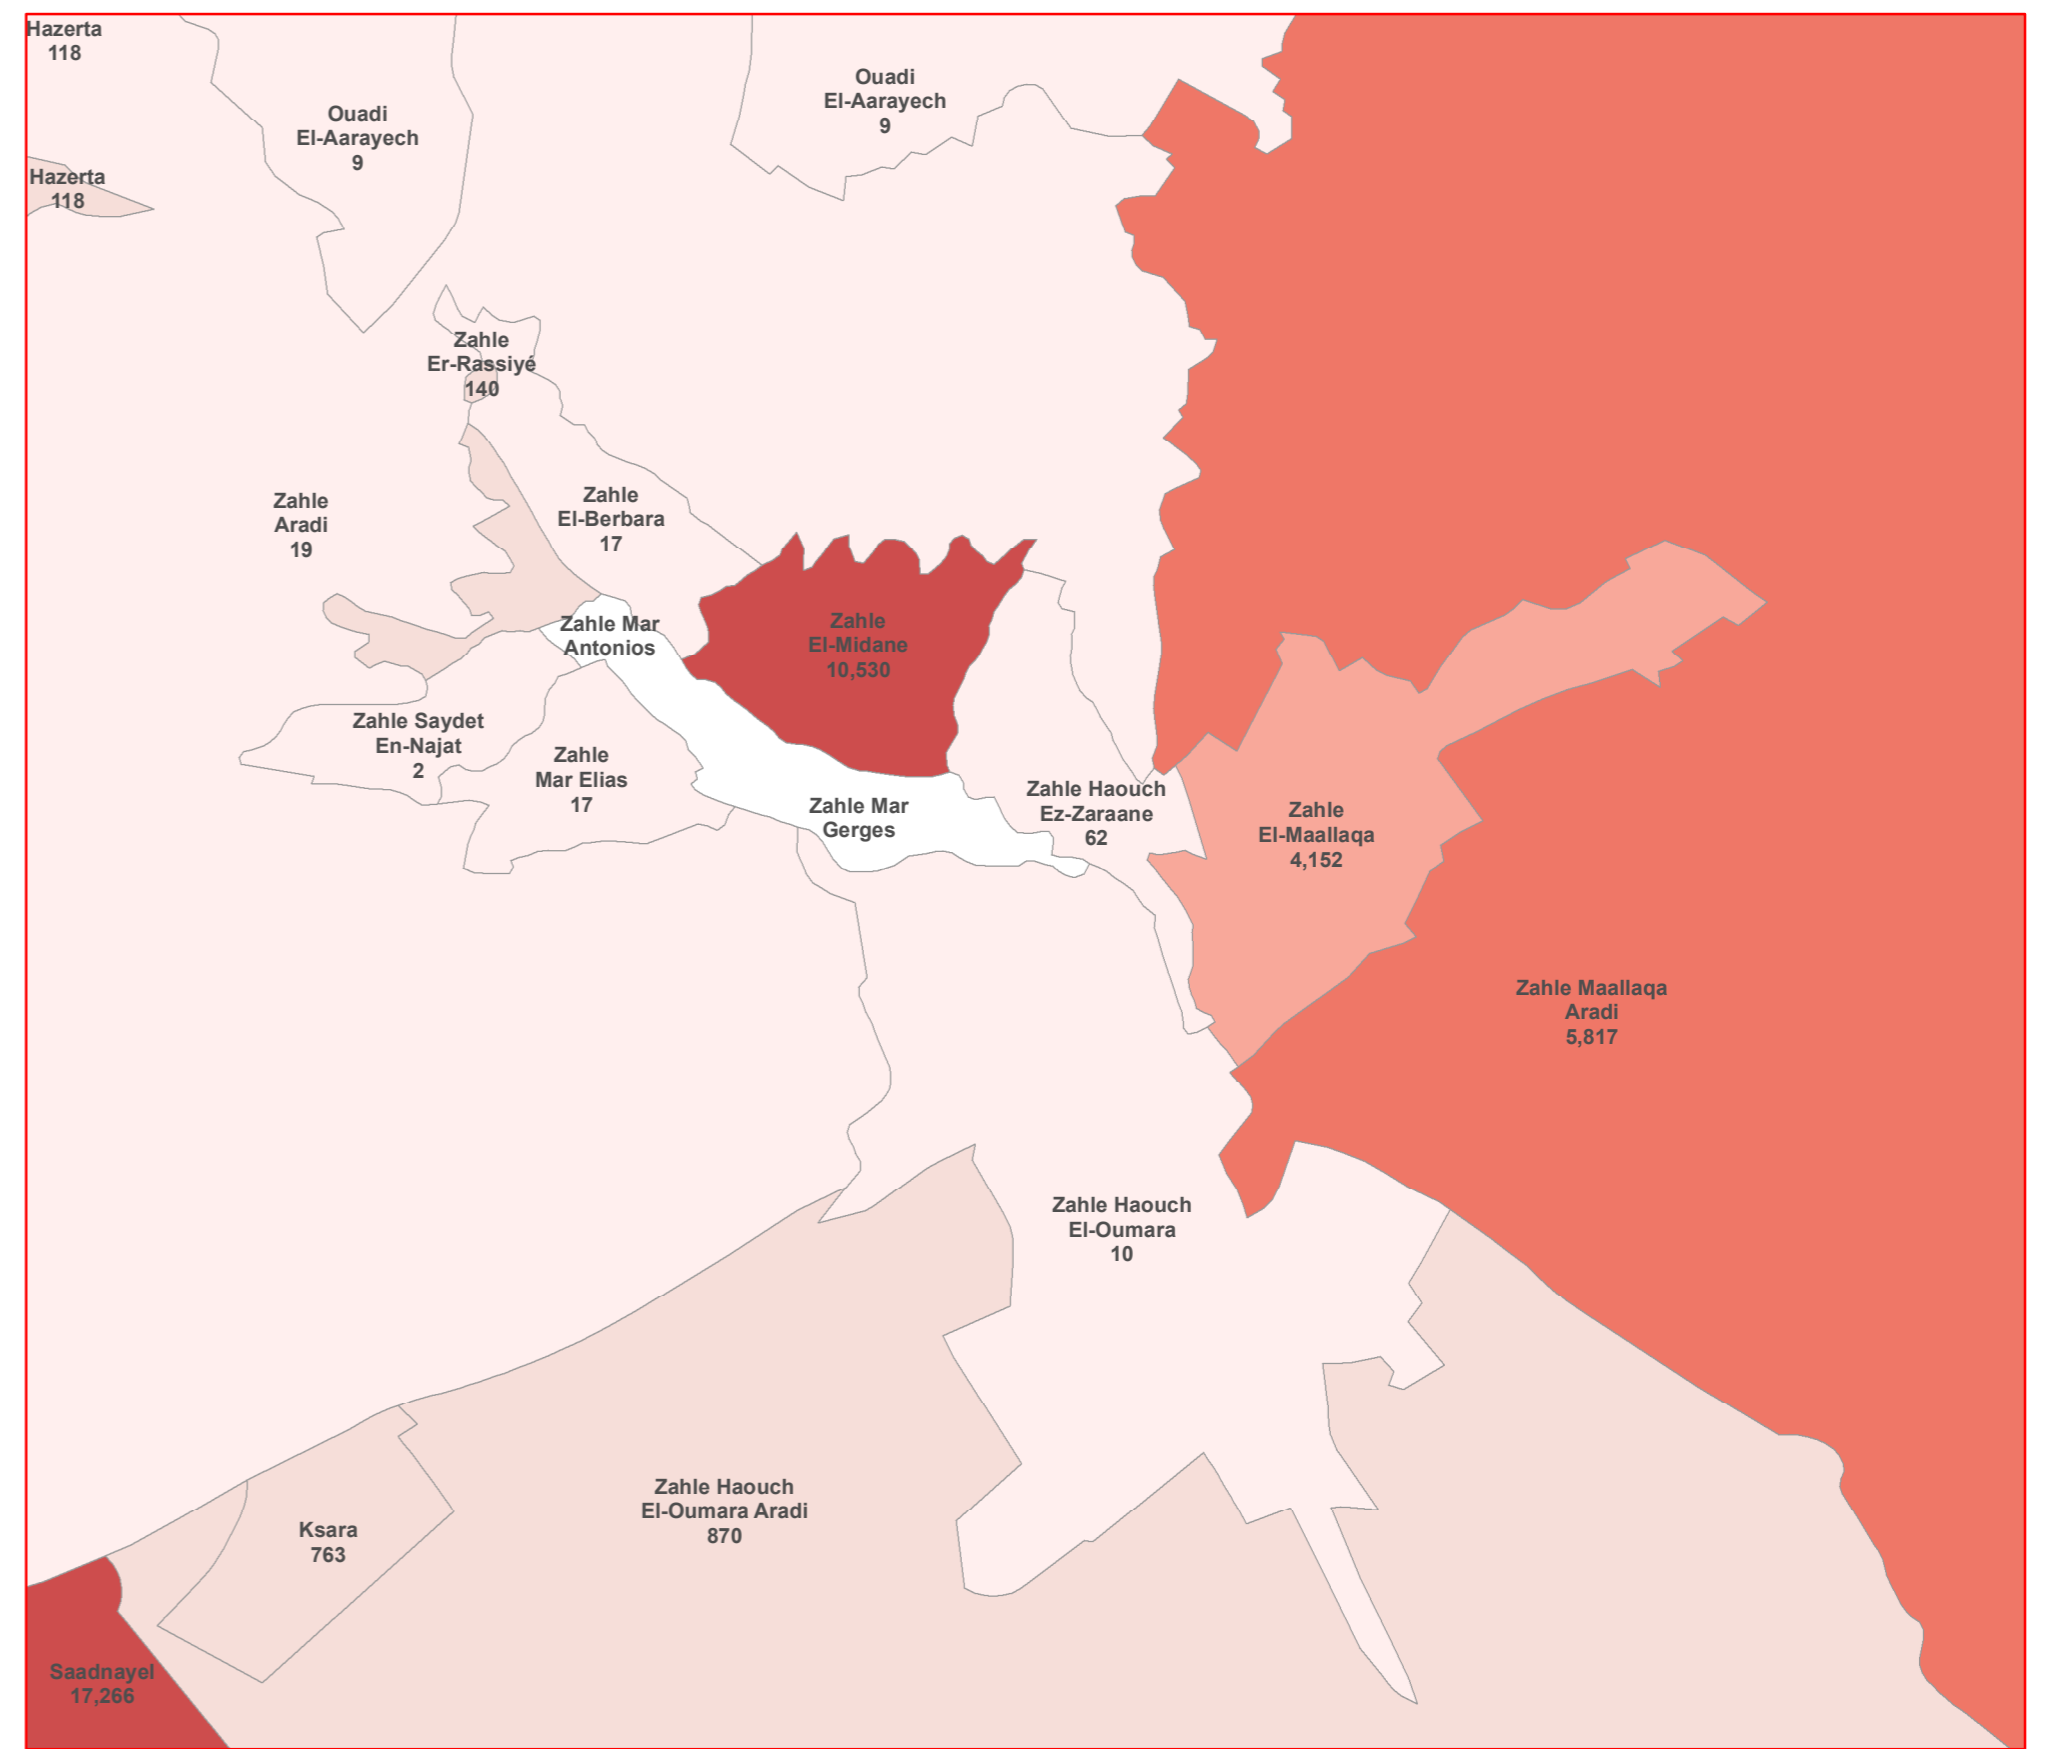 Hazerta
118
Ouadi
El-Aarayech
9
Ouadi
El-Aarayech
9
Hazerta
118
Zahle
Er-Rassiyé
140
Zahle
Aradi
19
Zahle
El-Berbara
17
Zahle Mar
Antonios
Zahle
El-Midane
10,530
Zahle Saydet
En-Najat
2
Zahle
Mar Elias
17
Zahle Mar
Gerges
Zahle Haouch
Ez-Zaraane
62
Zahle
El-Maallaqa
4,152
Zahle Maallaqa
Aradi
5,817
Zahle Haouch
El-Oumara
10
Zahle Haouch
El-Oumara Aradi
870
Ksara
763
Saadnayel
17,266